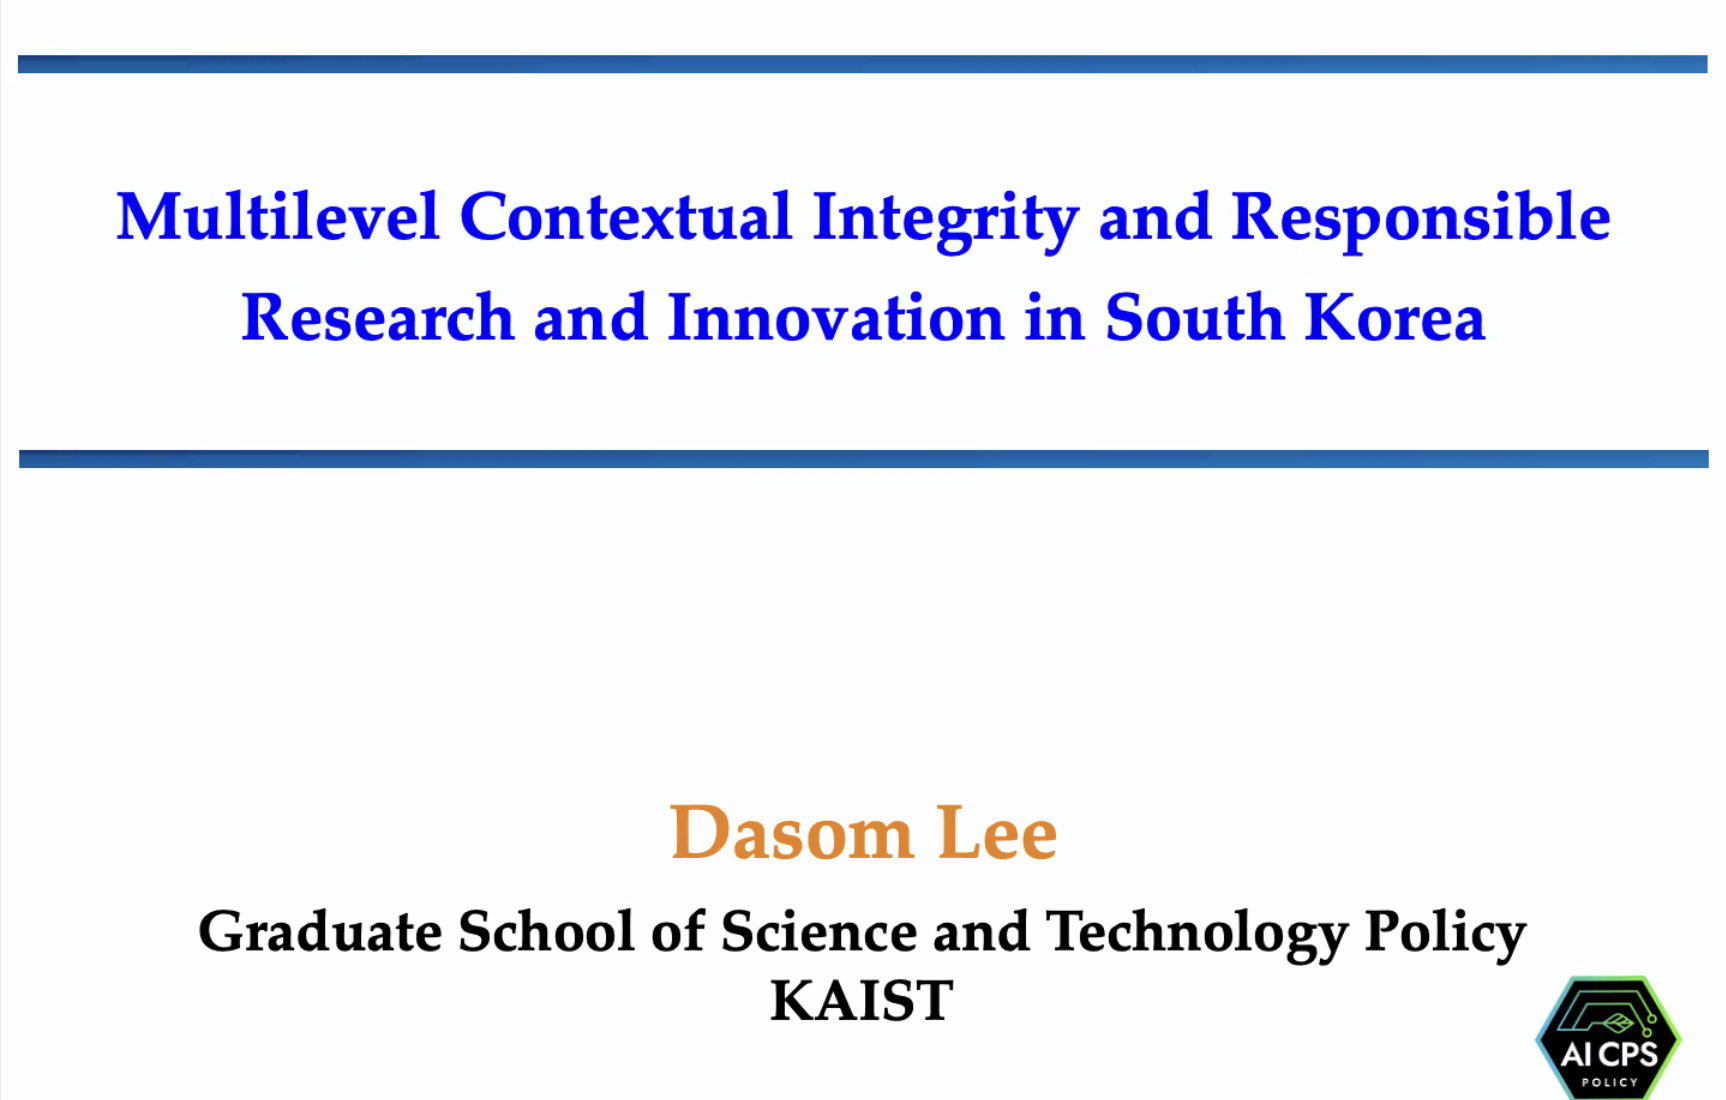 Multilevel Contextual Integrity and Responsible
Research and Innovation in South Korea
Dasom Lee
Graduate School of Science and Technology Policy
KAIST
AI CPS
POLICY